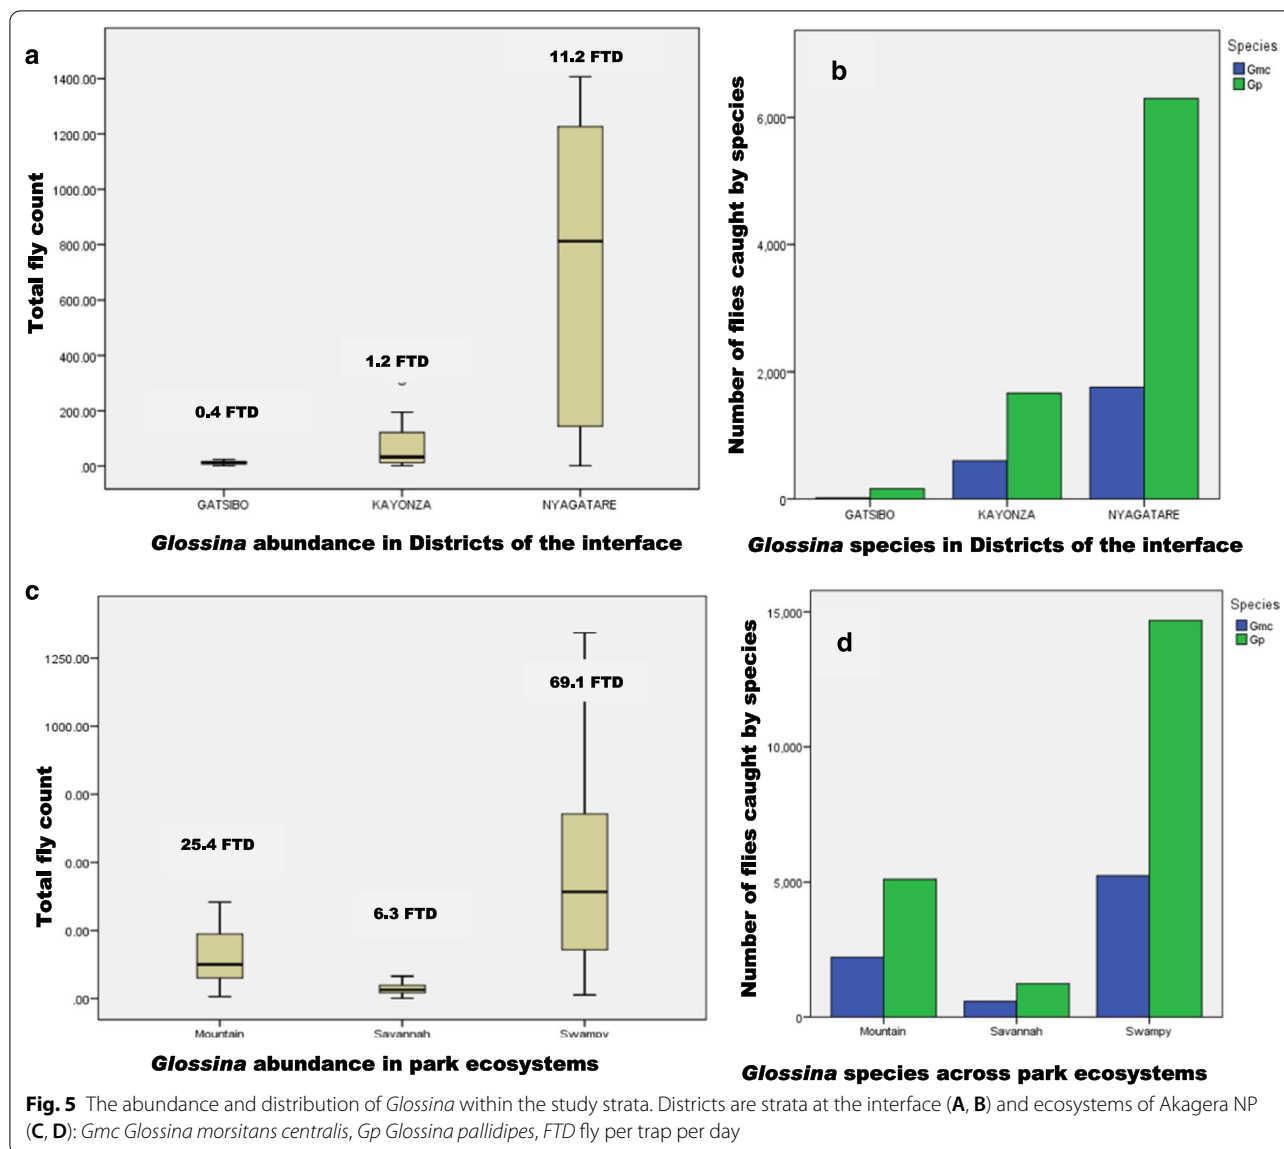 a
11.2 FTD
1400.00
1200.00
1000.00
800.00
600.00
400.00
200.00
.00
1.2 FTD
0.4 FTD
Total fly count
GATSIBO KAYONZA NYAGATARE
Glossina abundance in Districts of the interface
b
Species
Gmc
Gp
6,000
4,000
2,000
0
Number of flies caught by species
GATSIBO KAYONZA NYAGATARE
Glossina species in Districts of the interface
c
1250.00
1000.00
0.00
0.00
0.00
.00
69.1 FTD
25.4 FTD
6.3 FTD
Total fly count
Mountain Savannah Swampy
Glossina abundance in park ecosystems
d
Species
Gmc
Gp
15,000
10,000
5,000
0
Number of flies caught by species
Mountain Savannah Swampy
Glossina species across park ecosystems
Fig. 5 The abundance and distribution of Glossina within the study strata. Districts are strata at the interface (A, B) and ecosystems of Akagera NP
(C, D): Gmc Glossina morsitans centralis, Gp Glossina pallidipes, FTD fly per trap per day